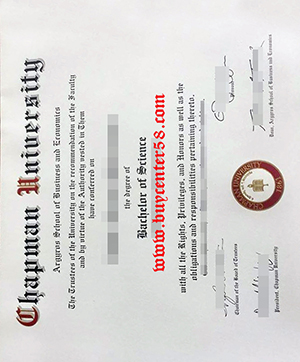 Chapman University
Argyros School of Business and Economics
The Trustees of the University on the recommendation of the Faculty
and by virtue of the Authority vested in Them
have conferred on
the degree of
Bachelor of Science
www.buycenter58.com
with all the Rights, Privileges, and Honors as well as the
obligations and responsibilities pertaining thereto.
Chairman of the Board of Trustees
President, Chapman University
Dean, Argyros School of Business and Economics
CHAPMAN UNIVERSITY